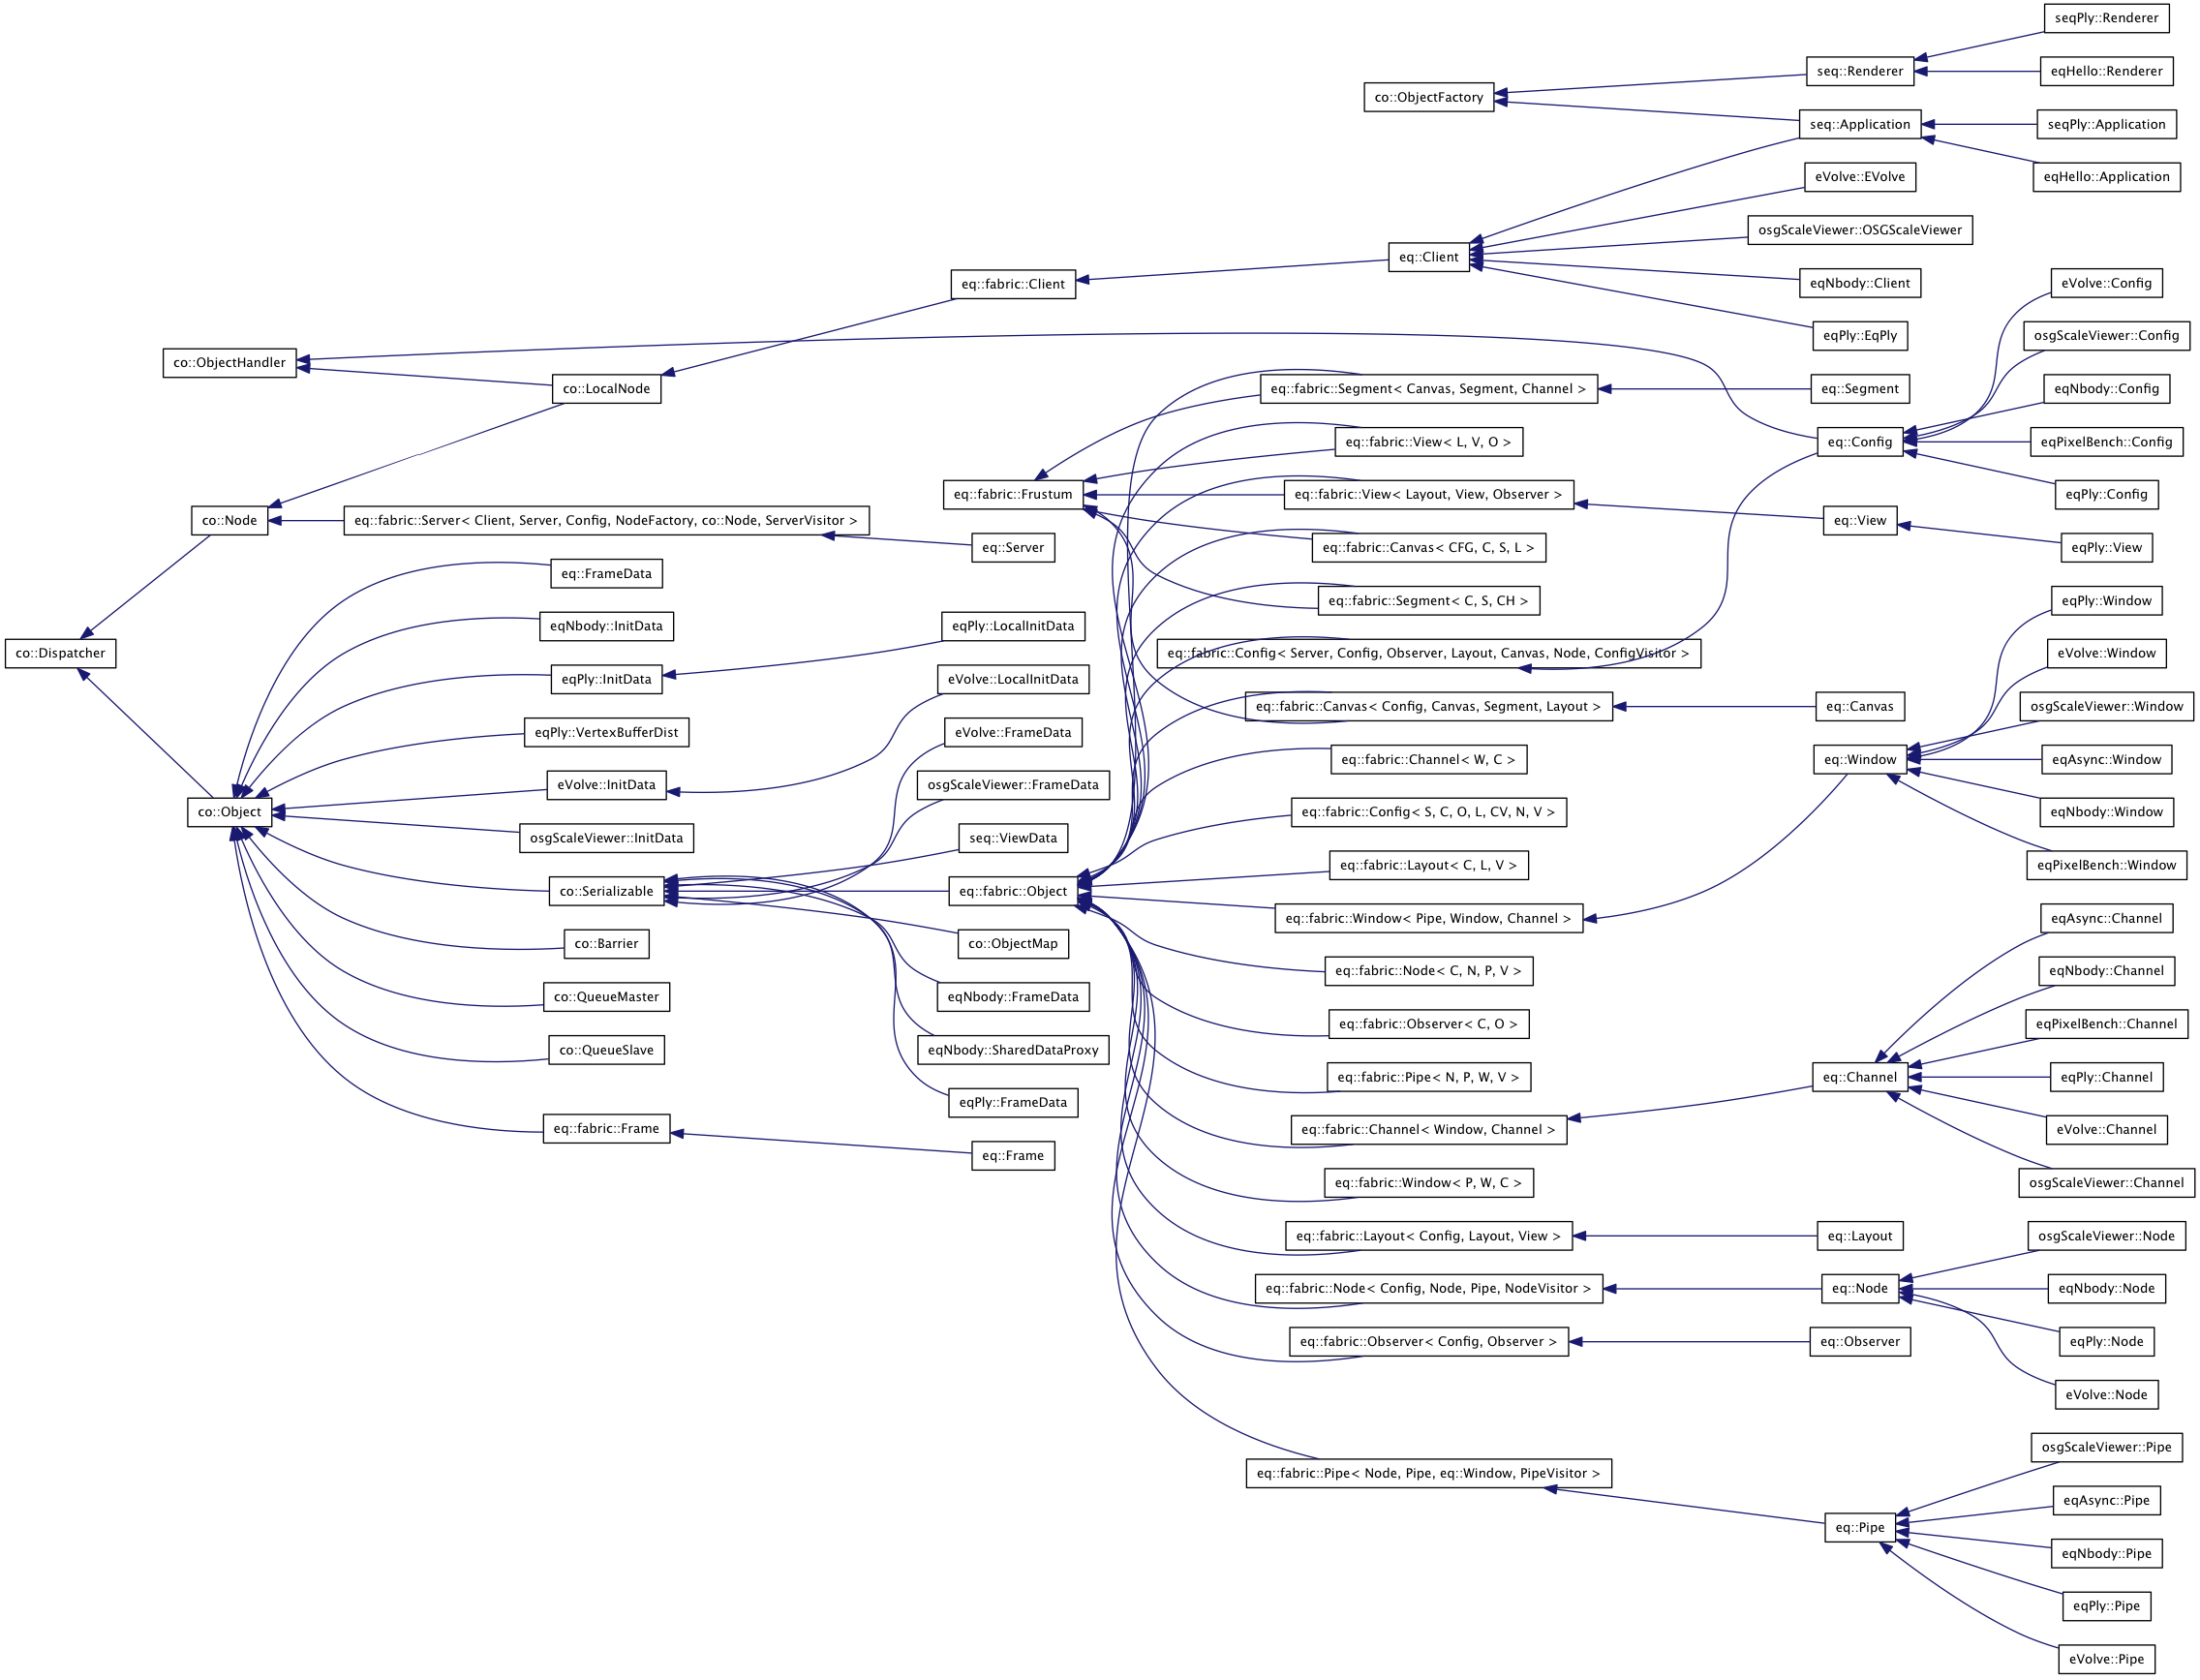 seqPly::Renderer
seq::Renderer
eqHello::Renderer
co::ObjectFactory
seq::Application
seqPly::Application
eVolve::EVolve
eqHello::Application
osgScaleViewer::OSGScaleViewer
eq::Client
eq::fabric::Client
eqNbody::Client
eVolve::Config
eqPly::EqPly
osgScaleViewer::Config
co::ObjectHandler
co::LocalNode
eq::fabric::Segment< Canvas, Segment, Channel >
eq::Segment
eqNbody::Config
eq::fabric::View< L, V, O >
eq::Config
eqPixelBench::Config
eq::fabric::Frustum
eq::fabric::View< Layout, View, Observer >
eqPly::Config
co::Node
eq::fabric::Server< Client, Server, Config, NodeFactory, co::Node, ServerVisitor >
eq::View
eq::Server
eq::fabric::Canvas< CFG, C, S, L >
eqPly::View
eq::FrameData
eq::fabric::Segment< C, S, CH >
eqPly::Window
eqNbody::InitData
eqPly::LocalInitData
co::Dispatcher
eq::fabric::Config< Server, Config, Observer, Layout, Canvas, Node, ConfigVisitor >
eVolve::Window
eqPly::InitData
eVolve::LocalInitData
eq::fabric::Canvas< Config, Canvas, Segment, Layout >
eq::Canvas
osgScaleViewer::Window
eqPly::VertexBufferDist
eVolve::FrameData
eq::fabric::Channel< W, C >
eq::Window
eqAsync::Window
eVolve::InitData
osgScaleViewer::FrameData
co::Object
eq::fabric::Config< S, C, O, L, CV, N, V >
eqNbody::Window
osgScaleViewer::InitData
seq::ViewData
eq::fabric::Layout< C, L, V >
eqPixelBench::Window
co::Serializable
eq::fabric::Object
eq::fabric::Window< Pipe, Window, Channel >
eqAsync::Channel
co::Barrier
co::ObjectMap
eq::fabric::Node< C, N, P, V >
eqNbody::Channel
co::QueueMaster
eqNbody::FrameData
eq::fabric::Observer< C, O >
eqPixelBench::Channel
co::QueueSlave
eqNbody::SharedDataProxy
eq::fabric::Pipe< N, P, W, V >
eq::Channel
eqPly::Channel
eqPly::FrameData
eq::fabric::Frame
eq::fabric::Channel< Window, Channel >
eVolve::Channel
eq::Frame
eq::fabric::Window< P, W, C >
osgScaleViewer::Channel
eq::fabric::Layout< Config, Layout, View >
eq::Layout
osgScaleViewer::Node
eq::fabric::Node< Config, Node, Pipe, NodeVisitor >
eq::Node
eqNbody::Node
eq::fabric::Observer< Config, Observer >
eq::Observer
eqPly::Node
eVolve::Node
osgScaleViewer::Pipe
eq::fabric::Pipe< Node, Pipe, eq::Window, PipeVisitor >
eqAsync::Pipe
eq::Pipe
eqNbody::Pipe
eqPly::Pipe
eVolve::Pipe